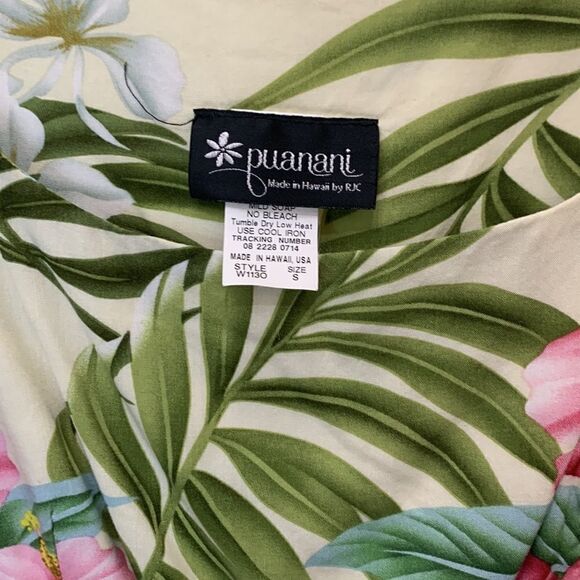 puanani
Made in Hawaii by RJC
MILD SOAP
NO BLEACH
Tumble Dry Low Heat
USE COOL IRON
TRACKING NUMBER
08 2228 0714
MADE IN HAWAII, USA
STYLE SIZE
W1130 S